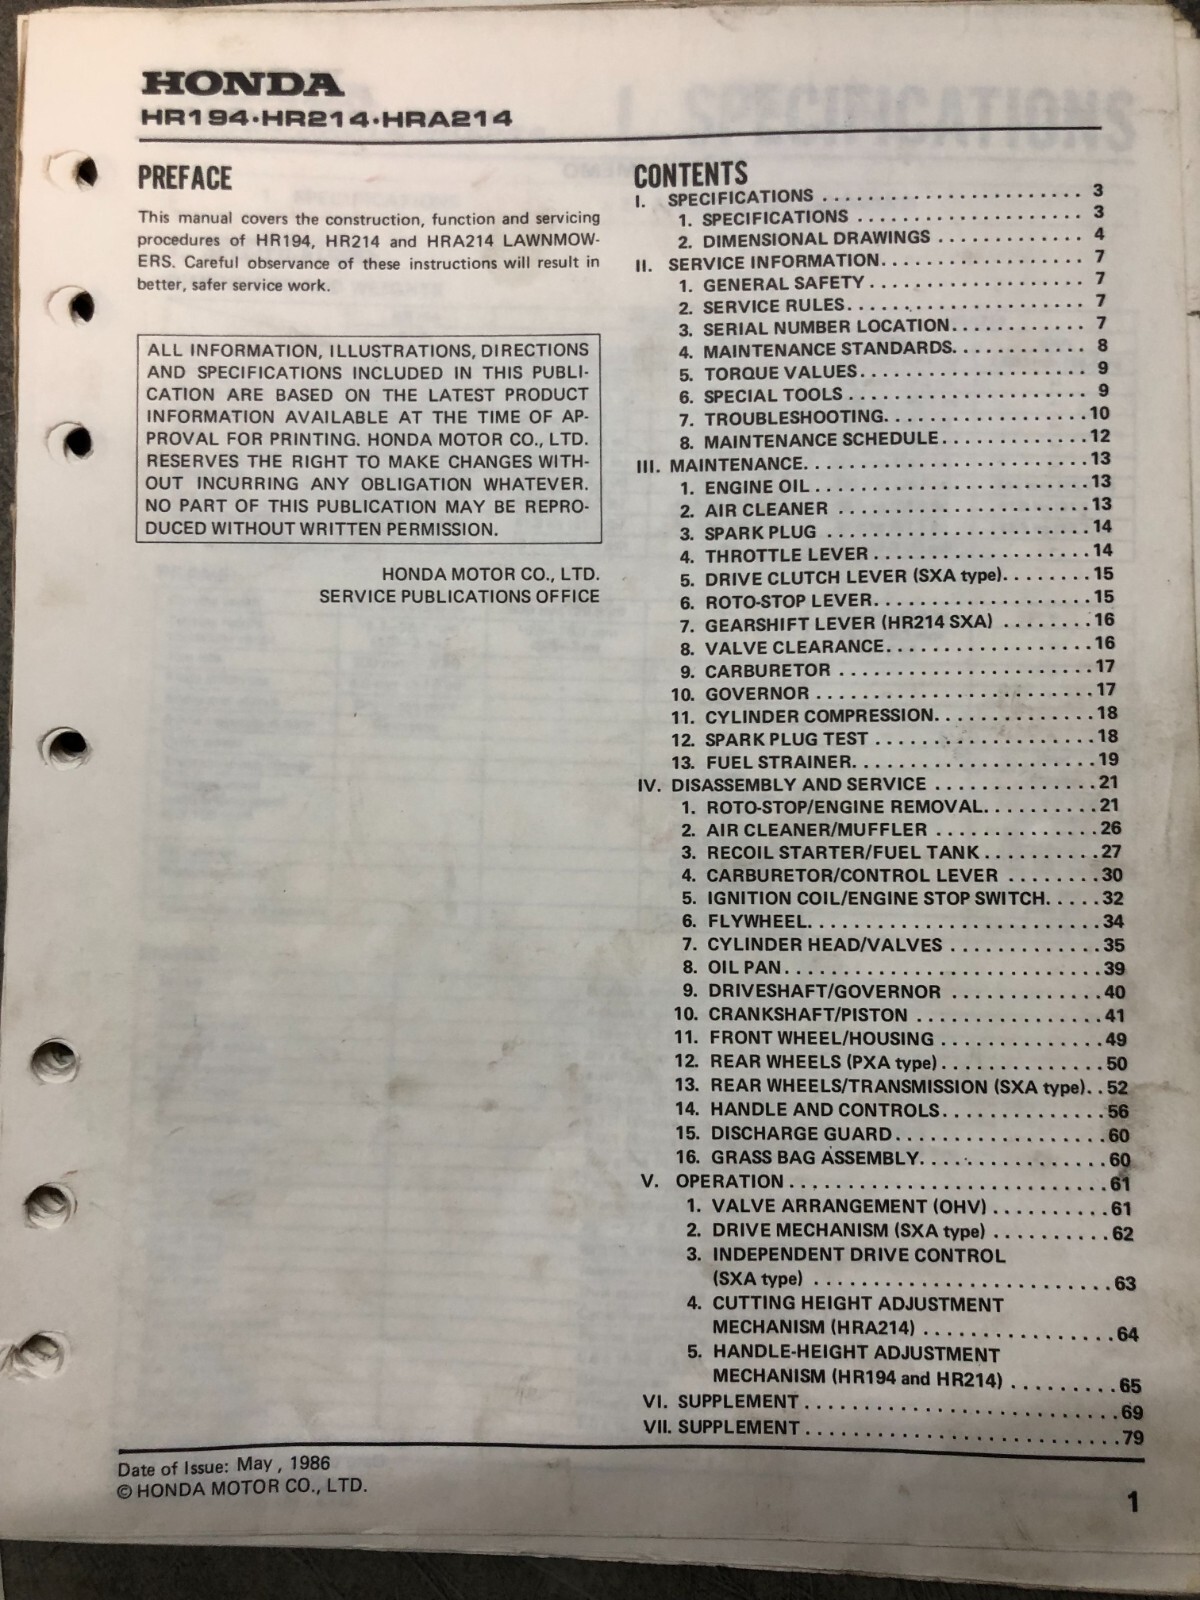 HONDA
HR194·HR214·HRA214
PREFACE
This manual covers the construction, function and servicing
procedures of HR194, HR214 and HRA214 LAWNMOW-
ERS. Careful observance of these instructions will result in
better, safer service work.
ALL INFORMATION, ILLUSTRATIONS, DIRECTIONS
AND SPECIFICATIONS INCLUDED IN THIS PUBLI-
CATION ARE BASED ON THE LATEST PRODUCT
INFORMATION AVAILABLE AT THE TIME OF AP-
PROVAL FOR PRINTING. HONDA MOTOR CO., LTD.
RESERVES THE RIGHT TO MAKE CHANGES WITH-
OUT INCURRING ANY OBLIGATION WHATEVER.
NO PART OF THIS PUBLICATION MAY BE REPRO-
DUCED WITHOUT WRITTEN PERMISSION.
HONDA MOTOR CO., LTD.
SERVICE PUBLICATIONS OFFICE
CONTENTS
I. SPECIFICATIONS ...................... 3
1. SPECIFICATIONS ................... 3
2. DIMENSIONAL DRAWINGS ............. 4
II. SERVICE INFORMATION................. 7
1. GENERAL SAFETY................... 7
2. SERVICE RULES.................... 7
3. SERIAL NUMBER LOCATION............ 7
4. MAINTENANCE STANDARDS............ 8
5. TORQUE VALUES................... 9
6. SPECIAL TOOLS.................... 9
7. TROUBLESHOOTING.................10
8. MAINTENANCE SCHEDULE.............12
III. MAINTENANCE........................13
1. ENGINE OIL.......................13
2. AIR CLEANER .....................13
3. SPARK PLUG ......................14
4. THROTTLE LEVER...................14
5. DRIVE CLUTCH LEVER (SXA type)........15
6. ROTO-STOP LEVER..................15
7. GEARSHIFT LEVER (HR214 SXA) ........16
8. VALVE CLEARANCE.................16
9. CARBURETOR .....................17
10. GOVERNOR .......................17
11. CYLINDER COMPRESSION.............18
12. SPARK PLUG TEST..................18
13. FUEL STRAINER....................19
IV. DISASSEMBLY AND SERVICE ..............21
1. ROTO-STOP/ENGINE REMOVAL..........21
2. AIR CLEANER/MUFFLER ..............26
3. RECOIL STARTER/FUEL TANK..........27
4. CARBURETOR/CONTROL LEVER ........30
5. IGNITION COIL/ENGINE STOP SWITCH.....32
6. FLYWHEEL........................34
7. CYLINDER HEAD/VALVES .............35
8. OIL PAN..........................39
9. DRIVESHAFT/GOVERNOR .............40
10. CRANKSHAFT/PISTON ................41
11. FRONT WHEEL/HOUSING ..............49
12. REAR WHEELS (PXA type)..............50
13. REAR WHEELS/TRANSMISSION (SXA type)..52
14. HANDLE AND CONTROLS..............56
15. DISCHARGE GUARD..................60
16. GRASS BAG ASSEMBLY................60
V. OPERATION...........................61
1. VALVE ARRANGEMENT (OHV)..........61
2. DRIVE MECHANISM (SXA type)..........62
3. INDEPENDENT DRIVE CONTROL
(SXA type) .........................63
4. CUTTING HEIGHT ADJUSTMENT
MECHANISM (HRA214)................64
5. HANDLE-HEIGHT ADJUSTMENT
MECHANISM (HR194 and HR214).........65
VI. SUPPLEMENT..........................69
VII. SUPPLEMENT..........................79
Date of Issue: May, 1986
© HONDA MOTOR CO., LTD.
1